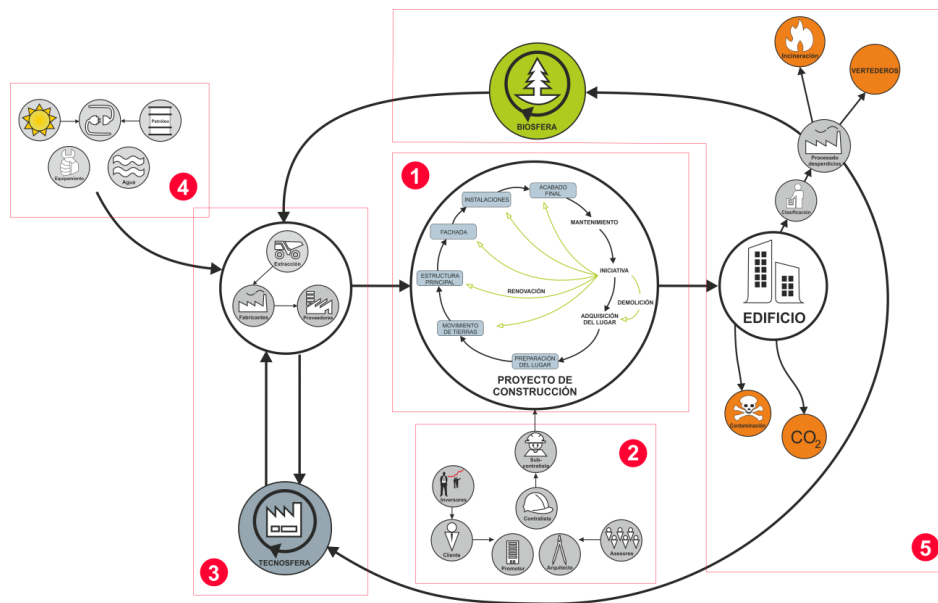 Incineración
VERTEDEROS
BIOSFERA
Procesado
desperdicios
Petróleo
Equipamiento
Agua
4
1
ACABADO
FINAL
INSTALACIONES
MANTENIMIENTO
FACHADA
Clasificación
Extracción
INICIATIVA
ESTRUCTURA
PRINCIPAL
RENOVACIÓN
DEMOLICIÓN
EDIFICIO
Fabricantes
Proveedores
ADQUISICIÓN
DEL LUGAR
MOVIMIENTO
DE TIERRAS
PREPARACIÓN
DEL LUGAR
PROYECTO DE
CONSTRUCCIÓN
Contaminación
CO2
2
Sub-
contratista
Inversores
Contratista
Cliente
Promotor
Arquitecto
Asesores
TECNOSFERA
3
5